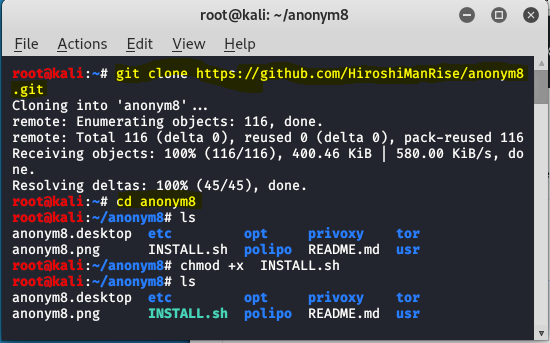 root@kali: ~/anonym8
File Actions Edit View Help
root@kali:~# git clone https://github.com/HiroshiManRise/anonym8
.git
Cloning into 'anonym8'...
remote: Enumerating objects: 116, done.
remote: Total 116 (delta 0), reused 0 (delta 0), pack-reused 116
Receiving objects: 100% (116/116), 400.46 KiB | 580.00 KiB/s, do
ne.
Resolving deltas: 100% (45/45), done.
root@kali:~# cd anonym8
root@kali:~/anonym8# ls
anonym8.desktop etc opt privoxy tor
anonym8.png INSTALL.sh polipo README.md usr
root@kali:~/anonym8# chmod +x INSTALL.sh
root@kali:~/anonym8# ls
anonym8.desktop etc opt privoxy tor
anonym8.png INSTALL.sh polipo README.md usr